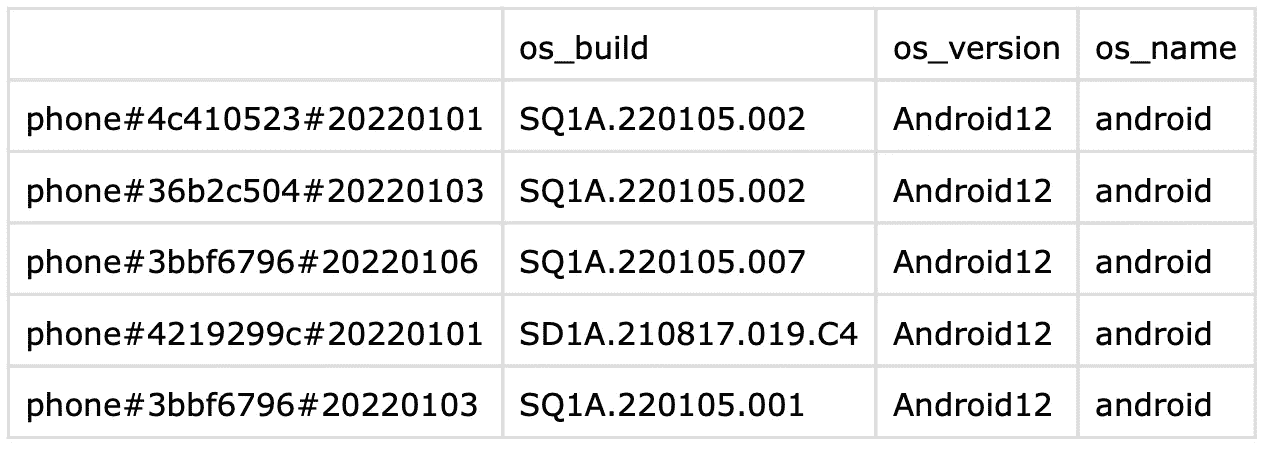 os_build os_version os_name
phone#4c410523#20220101 SQ1A.220105.002 Android12 android
phone#36b2c504#20220103 SQ1A.220105.002 Android12 android
phone#3bbf6796#20220106 SQ1A.220105.007 Android12 android
phone#4219299c#20220101 SD1A.210817.019.C4 Android12 android
phone#3bbf6796#20220103 SQ1A.220105.001 Android12 android